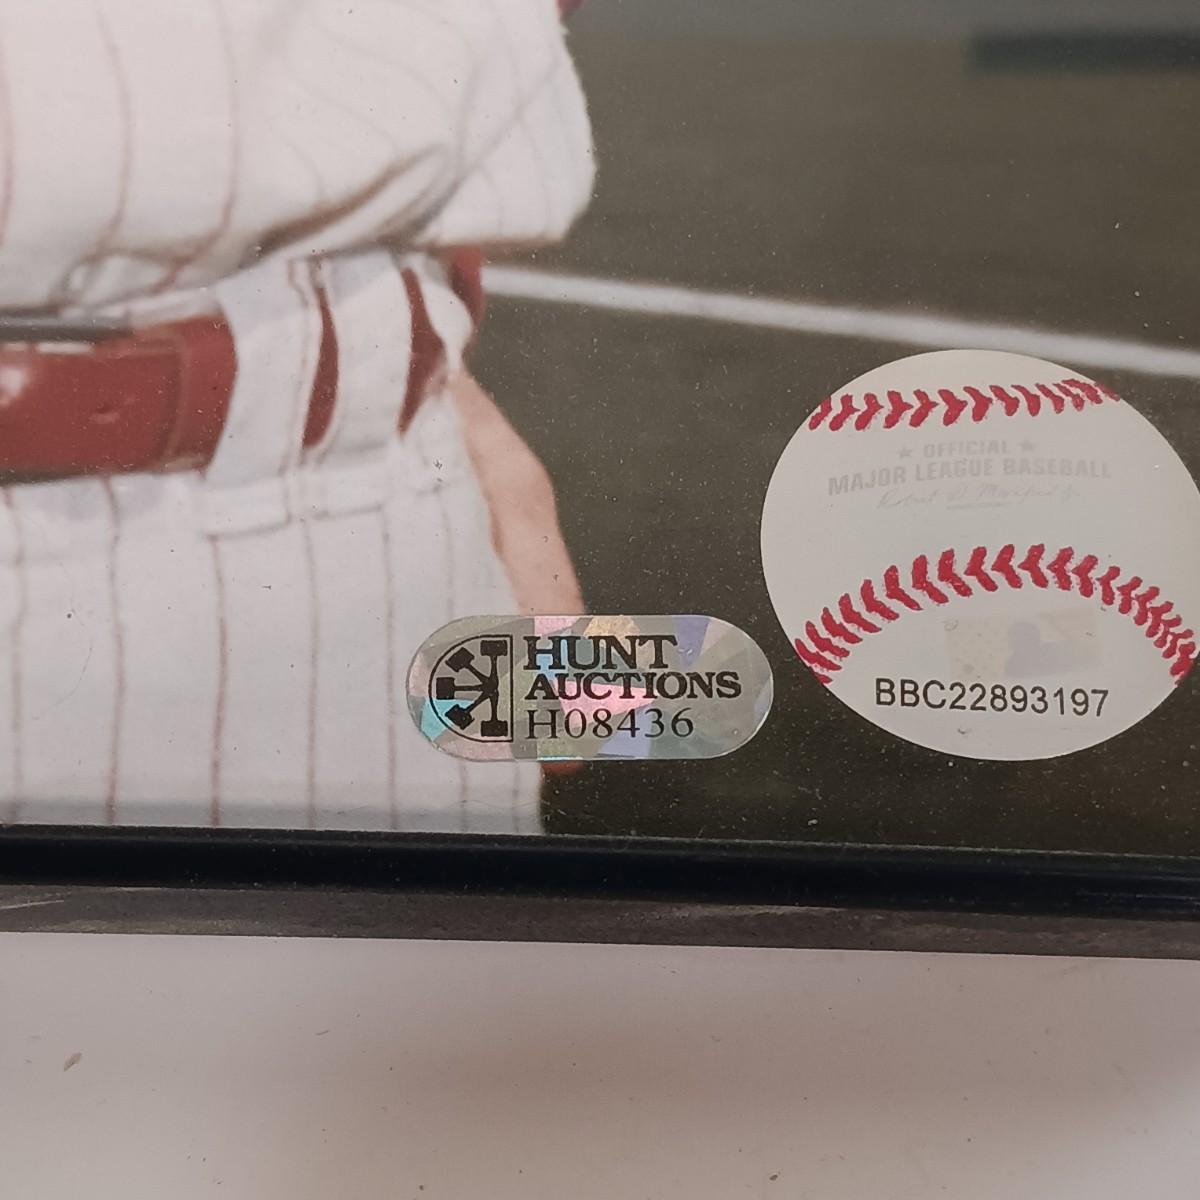 OFFICIAL
MAJOR LEAGUE BASEBALL
BBC22893197
HUNT
AUCTIONS
H08436